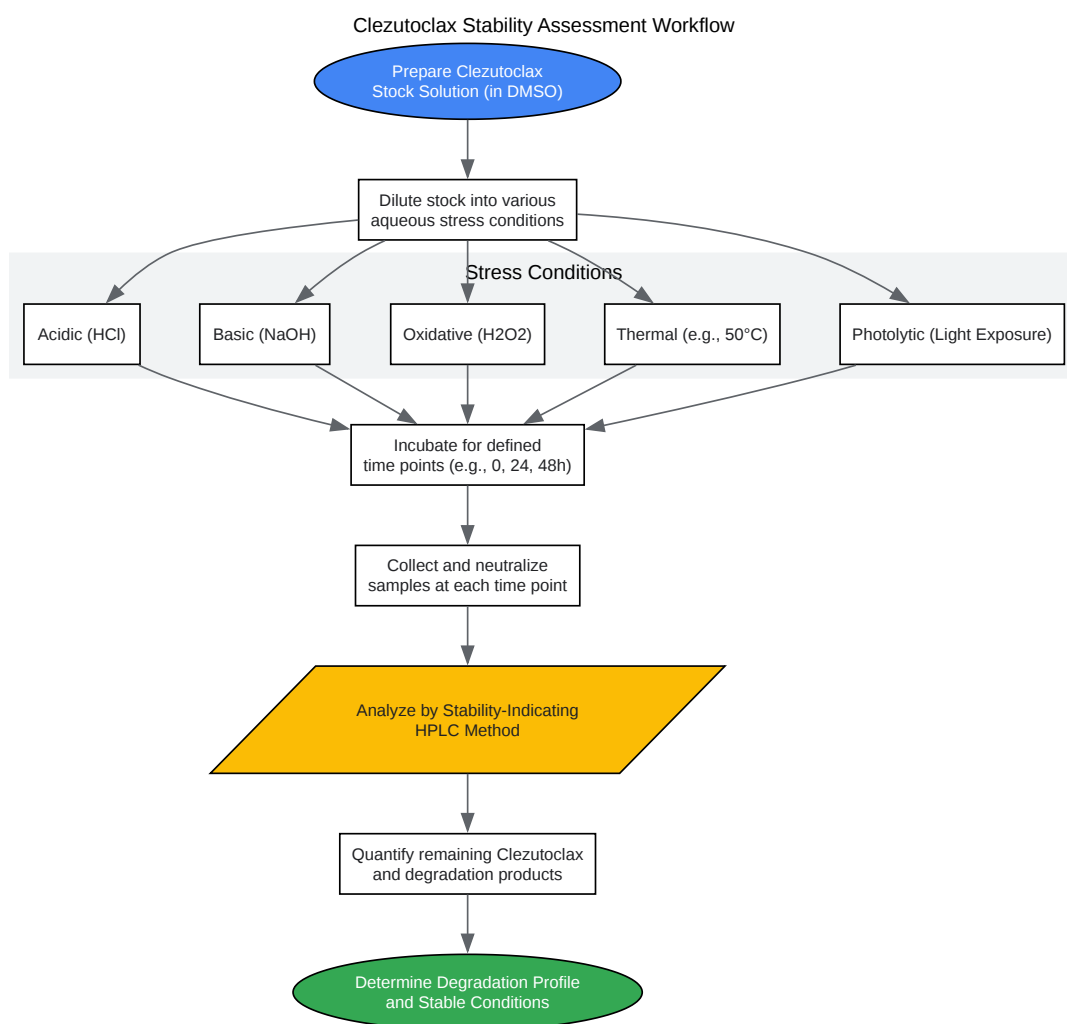 Clezutoclax Stability Assessment Workflow
Prepare Clezutoclax
Stock Solution (in DMSO)
Dilute stock into various
aqueous stress conditions
Stress Conditions
Acidic (HCl)
Basic (NaOH)
Oxidative (H2O2)
Thermal (e.g., 50°C)
Photolytic (Light Exposure)
Incubate for defined
time points (e.g., 0, 24, 48h)
Collect and neutralize
samples at each time point
Analyze by Stability-Indicating
HPLC Method
Quantify remaining Clezutoclax
and degradation products
Determine Degradation Profile
and Stable Conditions